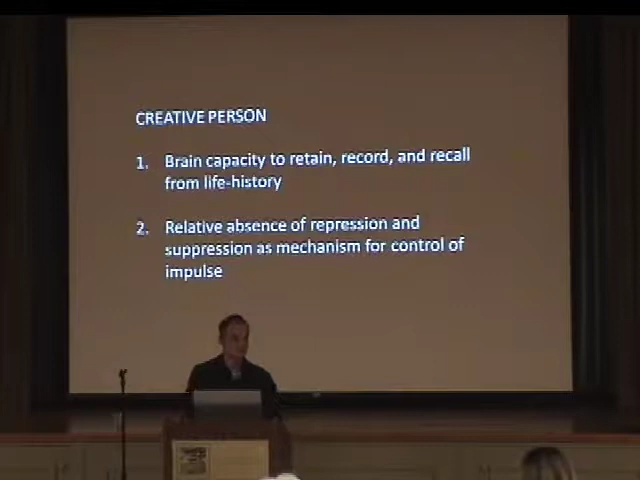 CREATIVE PERSON
1. Brain capacity to retain, record, and recall
from life-history
2. Relative absence of repression and
suppression as mechanism for control of
impulse